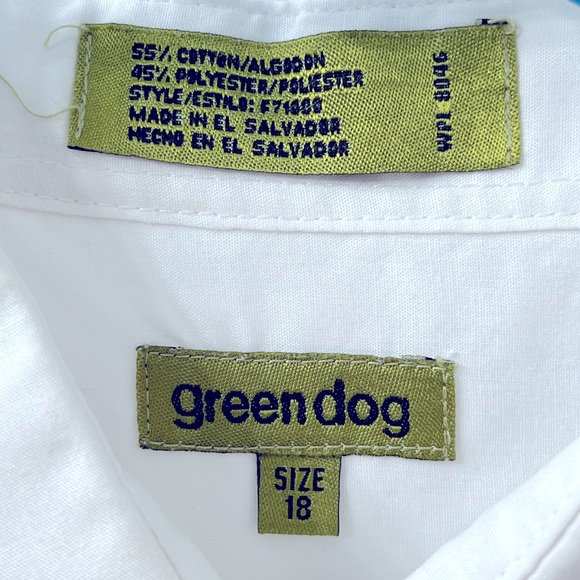 55% COTTON/ALGODON
45% POLYESTER/POLIESTER
STYLE/ESTILO:
MADE IN EL SALVADOR
HECHO EN EL SALVADOR
WPL 8046
greendog
SIZE
18